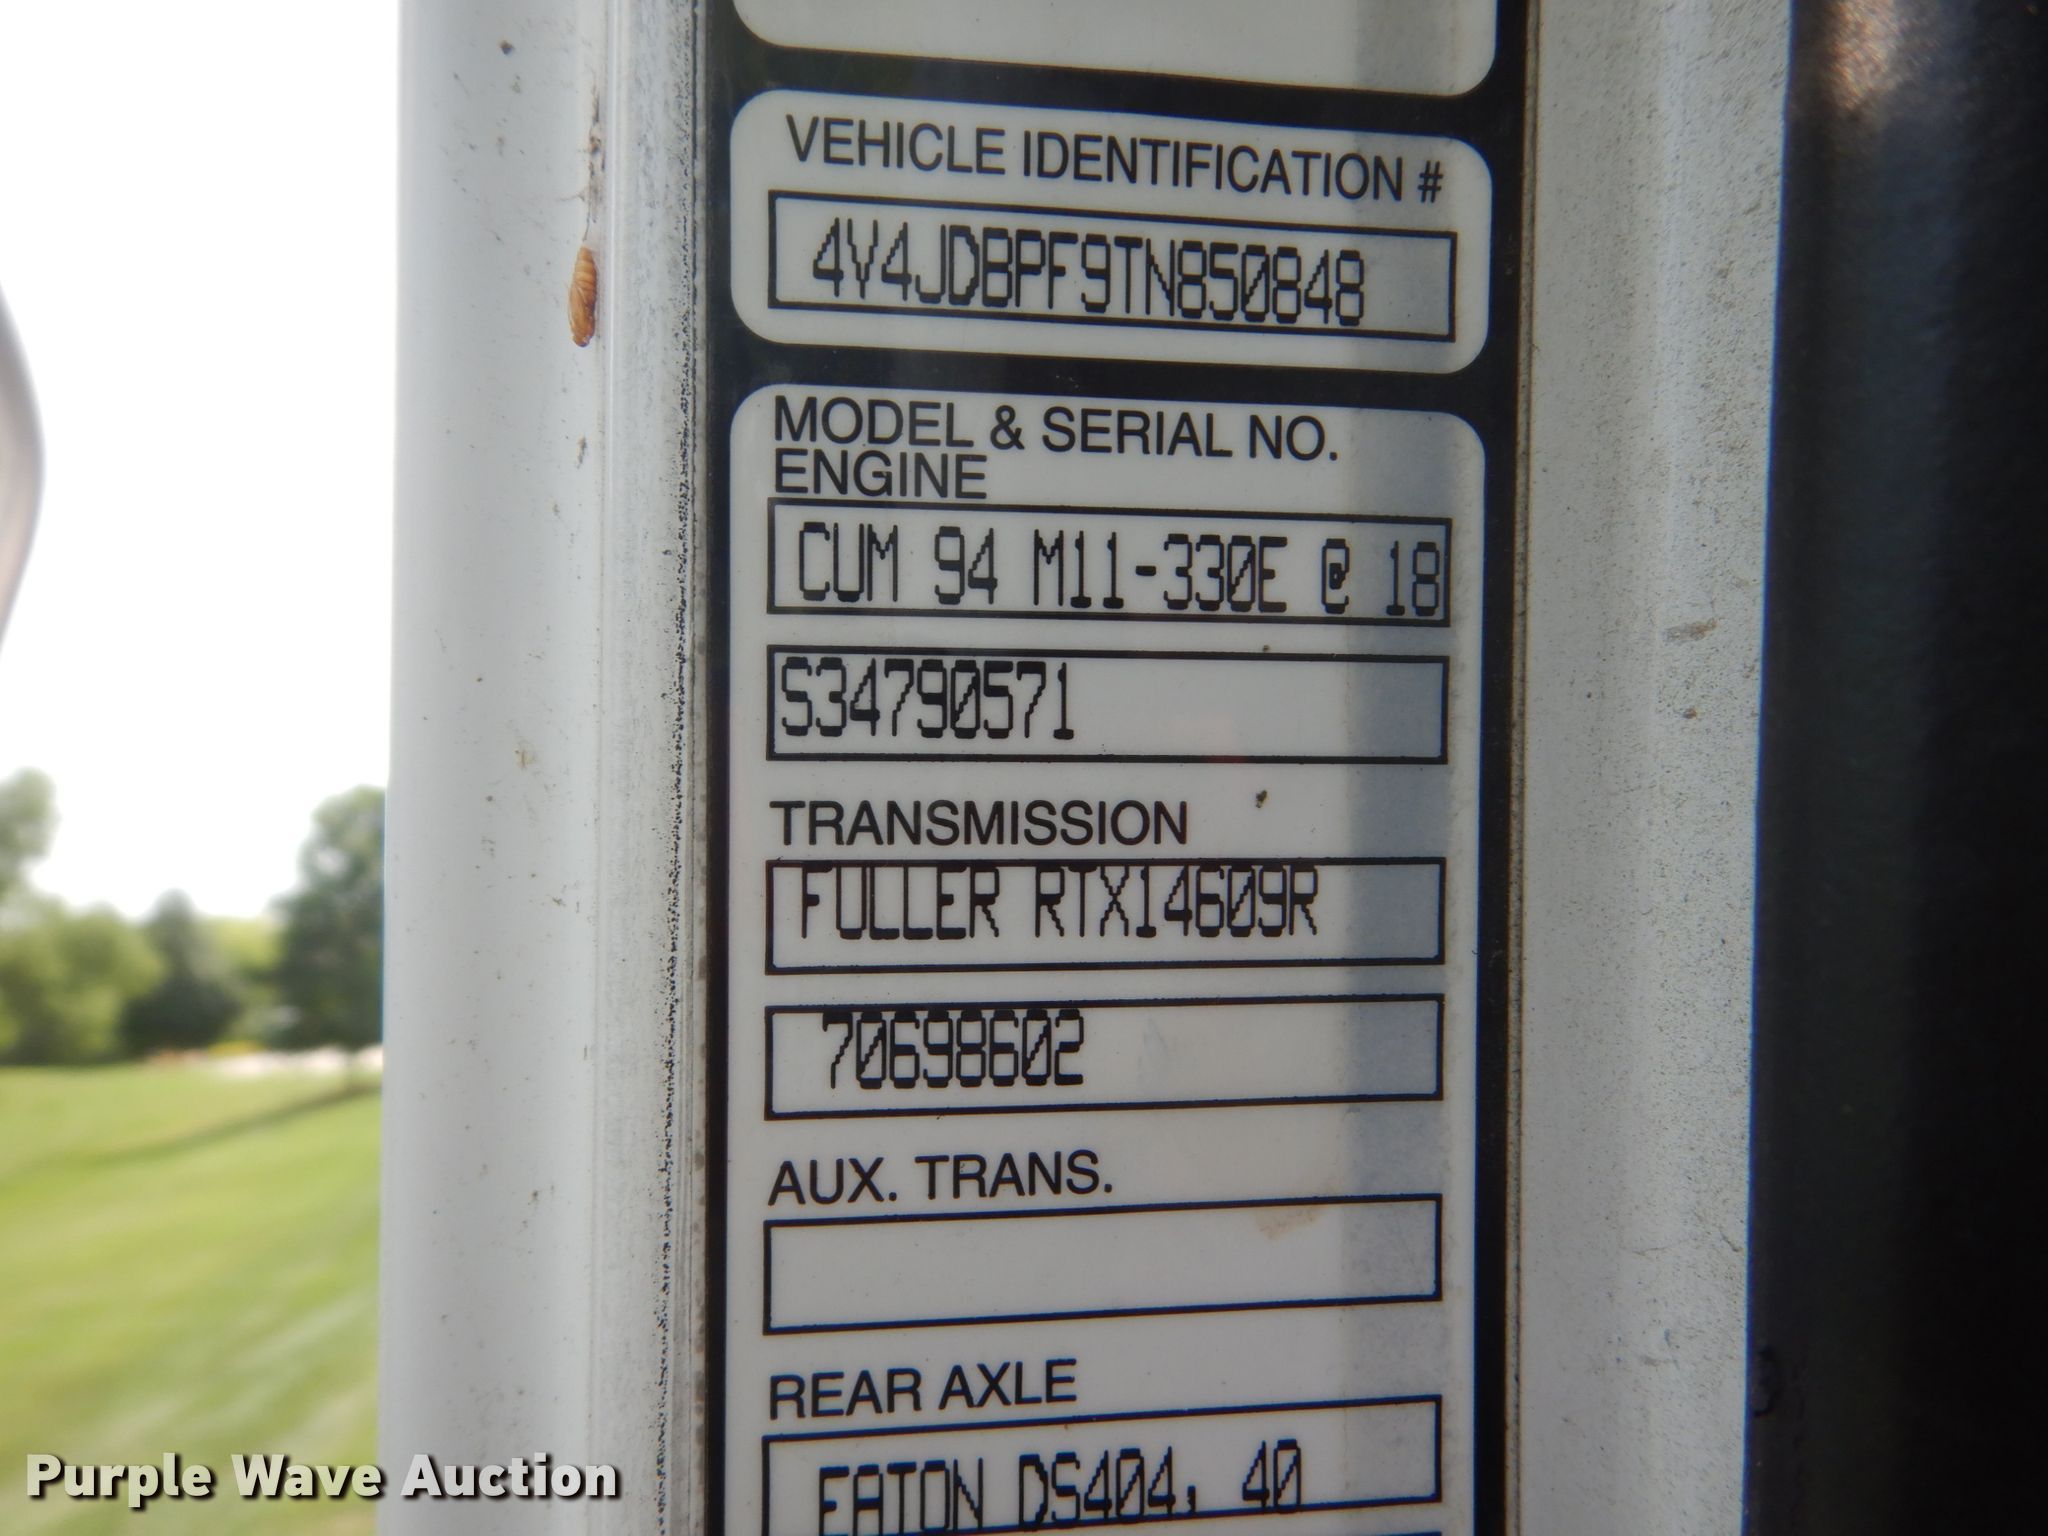 VEHICLE IDENTIFICATION #
4V4JDBPF9TN850848
MODEL & SERIAL NO.
ENGINE
CUM 94 M11-330E @ 18
S34790571
TRANSMISSION
FULLER RTX14609R
70698602
AUX. TRANS.
REAR AXLE
EATON DS404, 40
Purple Wave Auction